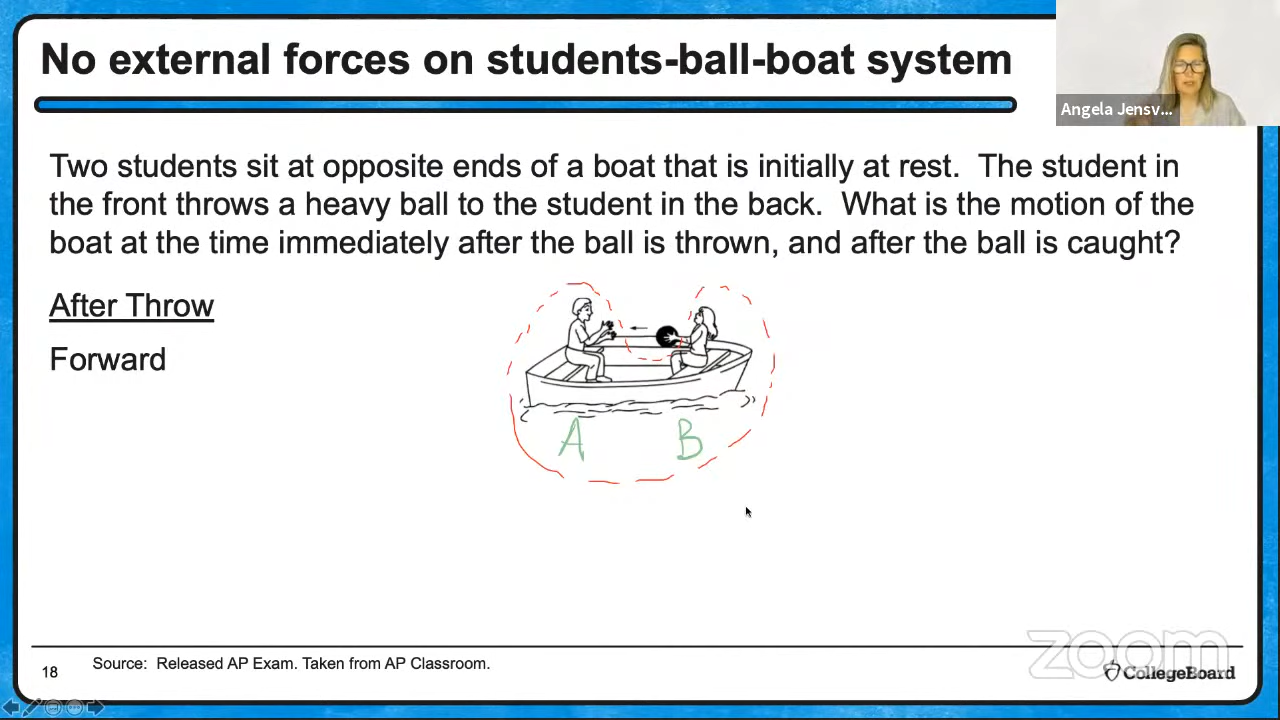 No external forces on students-ball-boat system
Angela Jensv...
Two students sit at opposite ends of a boat that is initially at rest. The student in
the front throws a heavy ball to the student in the back. What is the motion of the
boat at the time immediately after the ball is thrown, and after the ball is caught?
After Throw
Forward
A B
zoom
18
Source: Released AP Exam. Taken from AP Classroom.
CollegeBoard